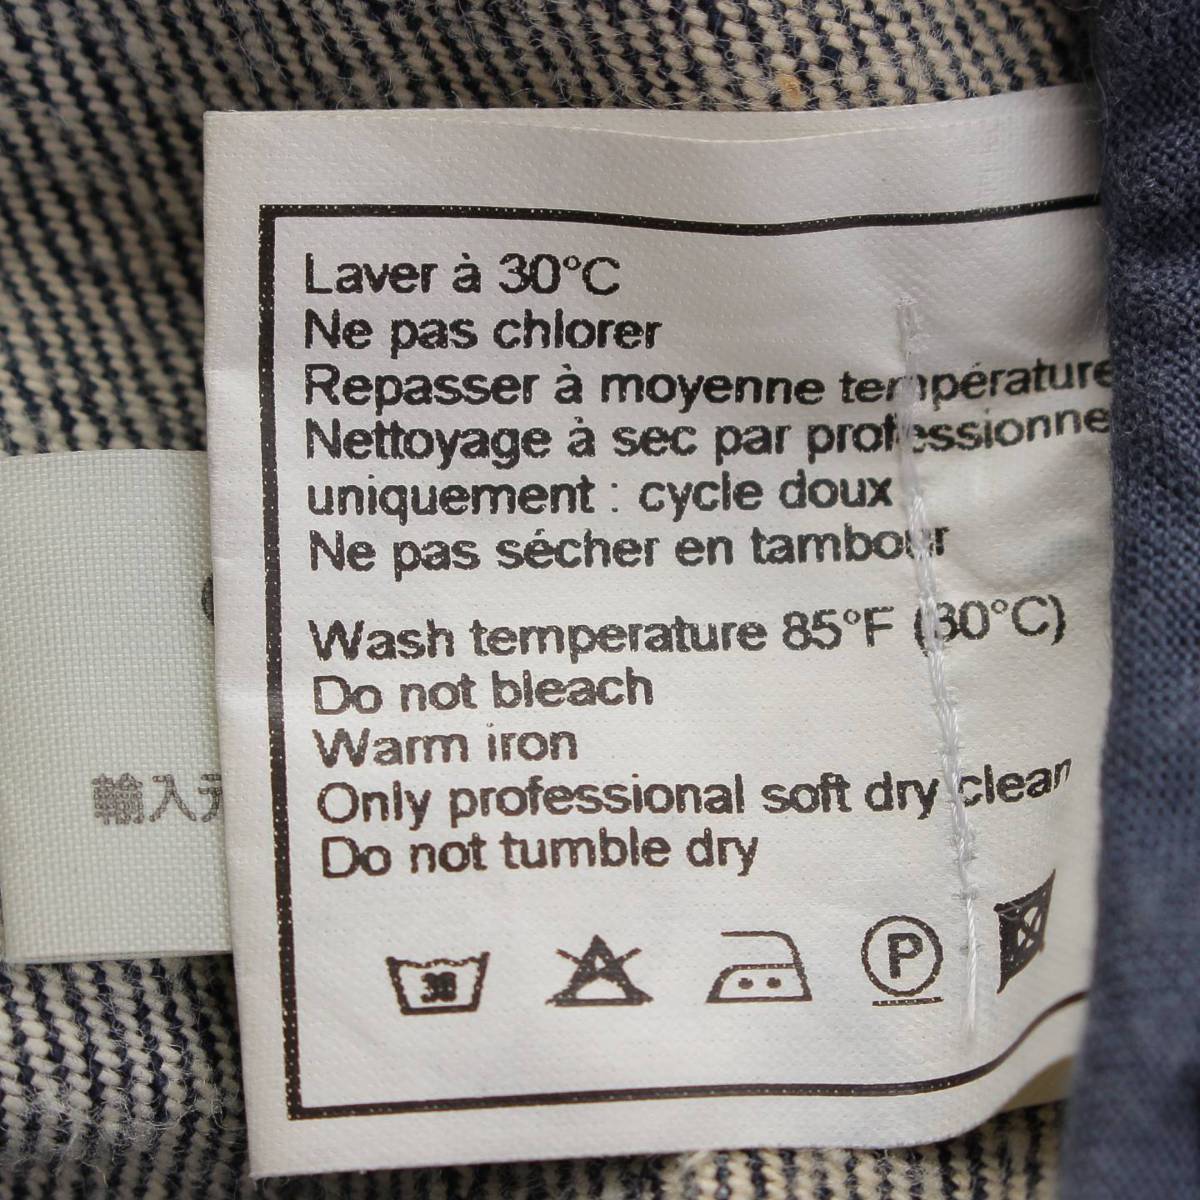 Laver à 30°C
Ne pas chlorer
Repasser à moyenne température
Nettoyage à sec par professionne
uniquement : cycle doux
Ne pas sécher en tambour
Wash temperature 85°F (30°C)
Do not bleach
Warm iron
Only professional soft dry clean
Do not tumble dry
30 P
輸入